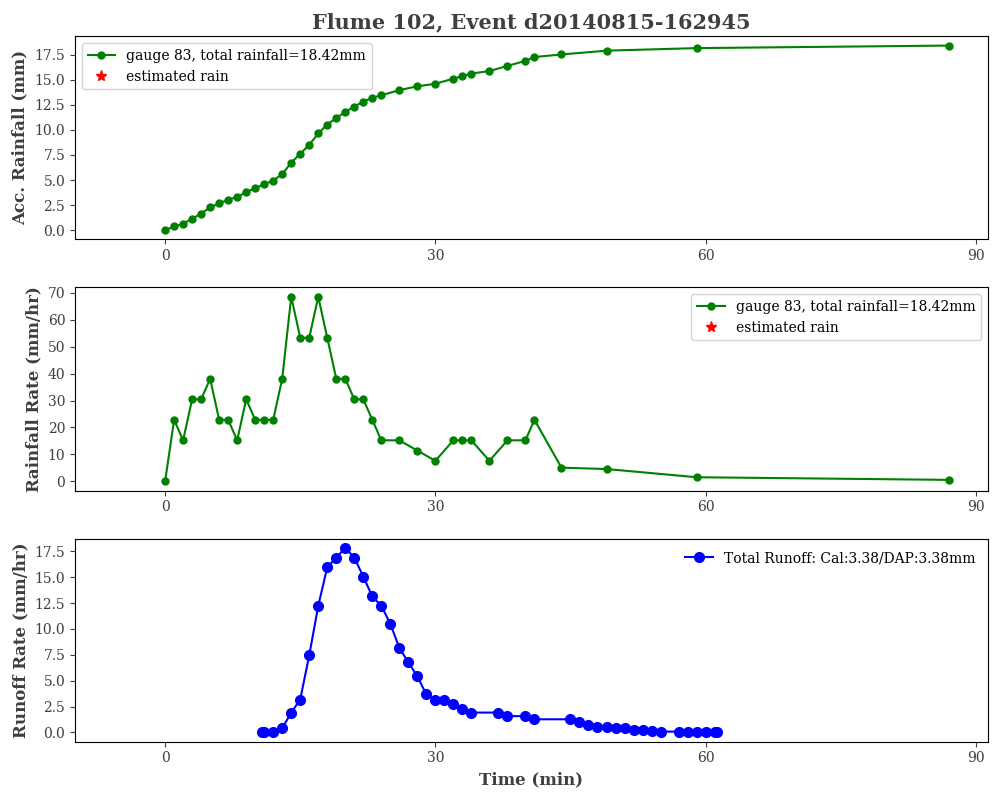 Flume 102, Event d20140815-162945
Acc. Rainfall (mm)
17.5
15.0
12.5
10.0
7.5
5.0
2.5
0.0
gauge 83, total rainfall=18.42mm
estimated rain
0 30 60 90
Rainfall Rate (mm/hr)
70
60
50
40
30
20
10
0
gauge 83, total rainfall=18.42mm
estimated rain
0 30 60 90
Runoff Rate (mm/hr)
17.5
15.0
12.5
10.0
7.5
5.0
2.5
0.0
Total Runoff: Cal:3.38/DAP:3.38mm
0 30 60 90
Time (min)